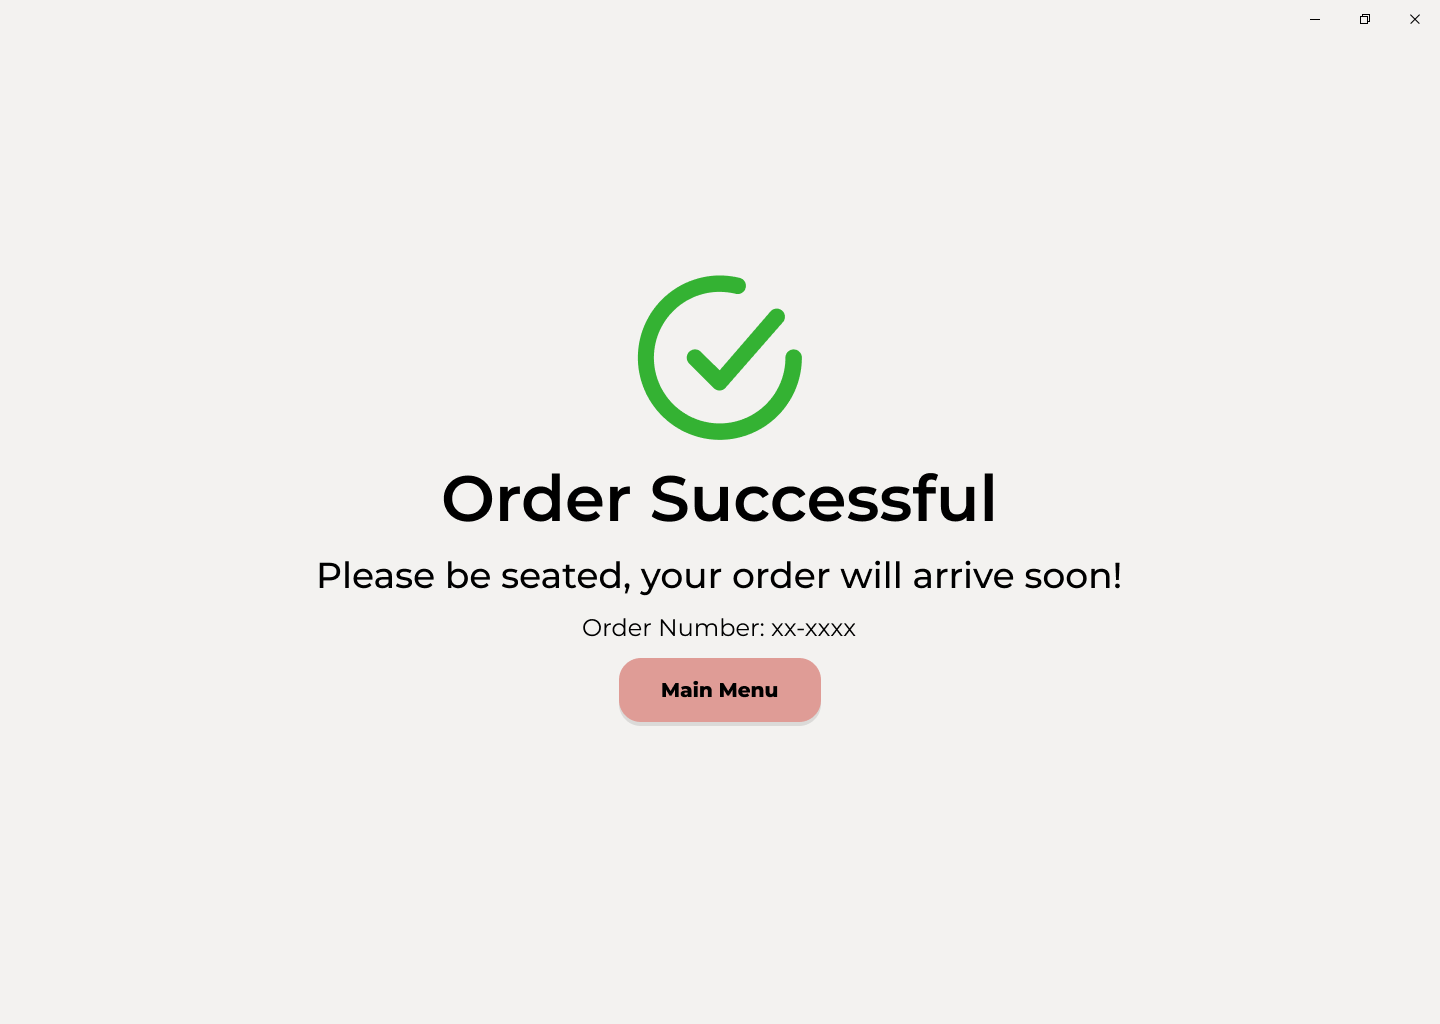 Order Successful
Please be seated, your order will arrive soon!
Order Number: xx-xxxx
Main Menu